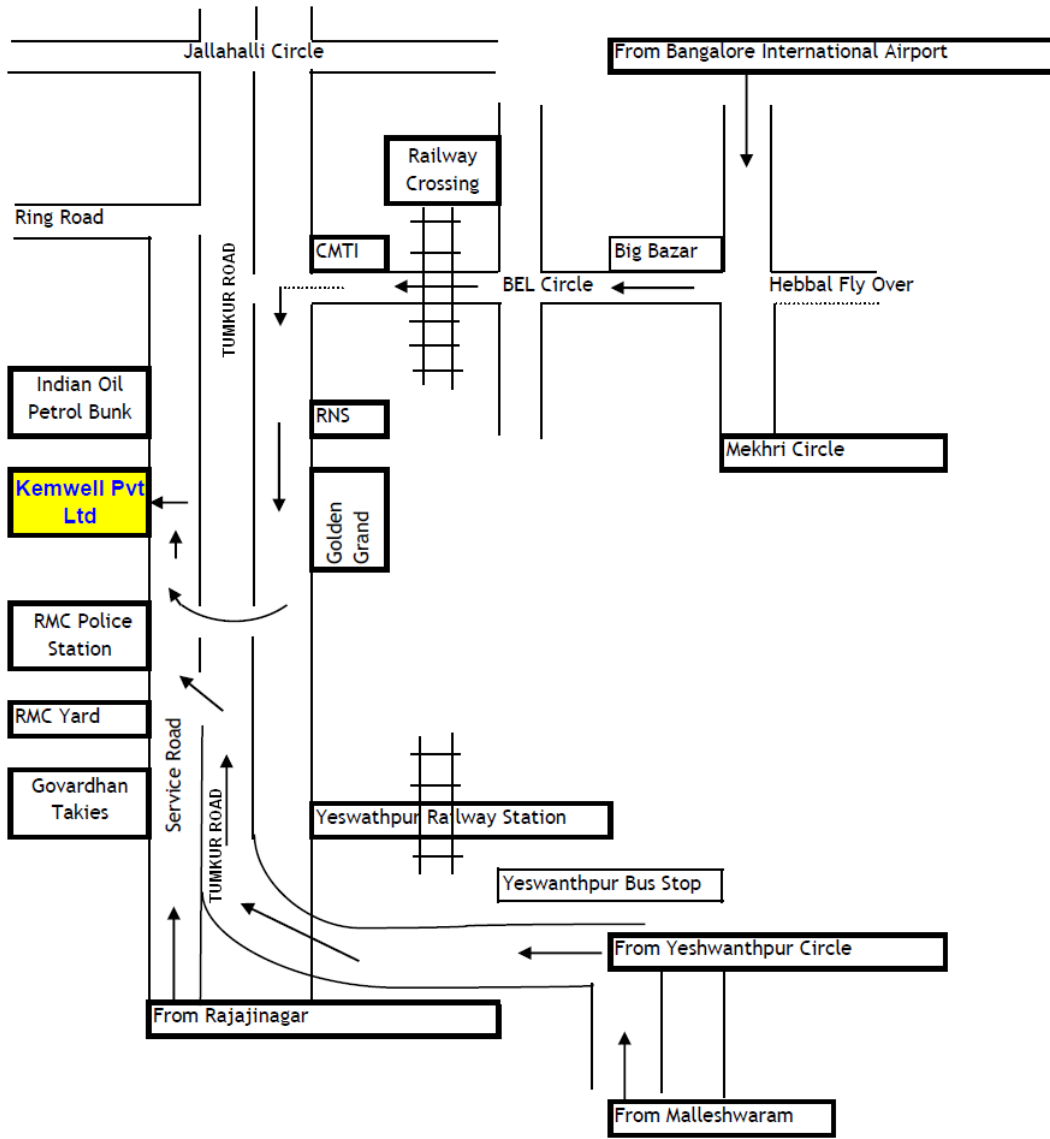 Jallahalli Circle
From Bangalore International Airport
Railway
Crossing
Ring Road
CMTI
Big Bazar
TUMKUR ROAD
BEL Circle
Hebbal Fly Over
Indian Oil
Petrol Bunk
RNS
Mekhri Circle
Kemwell Pvt
Ltd
Golden
Grand
RMC Police
Station
RMC Yard
Service Road
Govardhan
Takies
TUMKUR ROAD
Yeswathpur Railway Station
Yeswanthpur Bus Stop
From Yeshwanthpur Circle
From Rajajinagar
From Malleshwaram